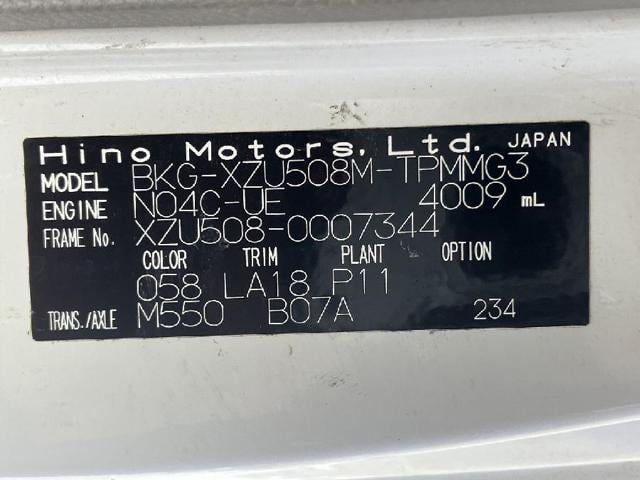 Hino Motors, Ltd. JAPAN
MODEL BKG-XZU508M-TPMMG3
ENGINE N04C-UE 4009 mL
FRAME No. XZU508-0007344
COLOR TRIM PLANT OPTION
058 LA18 P11
TRANS./AXLE M550 B07A 234